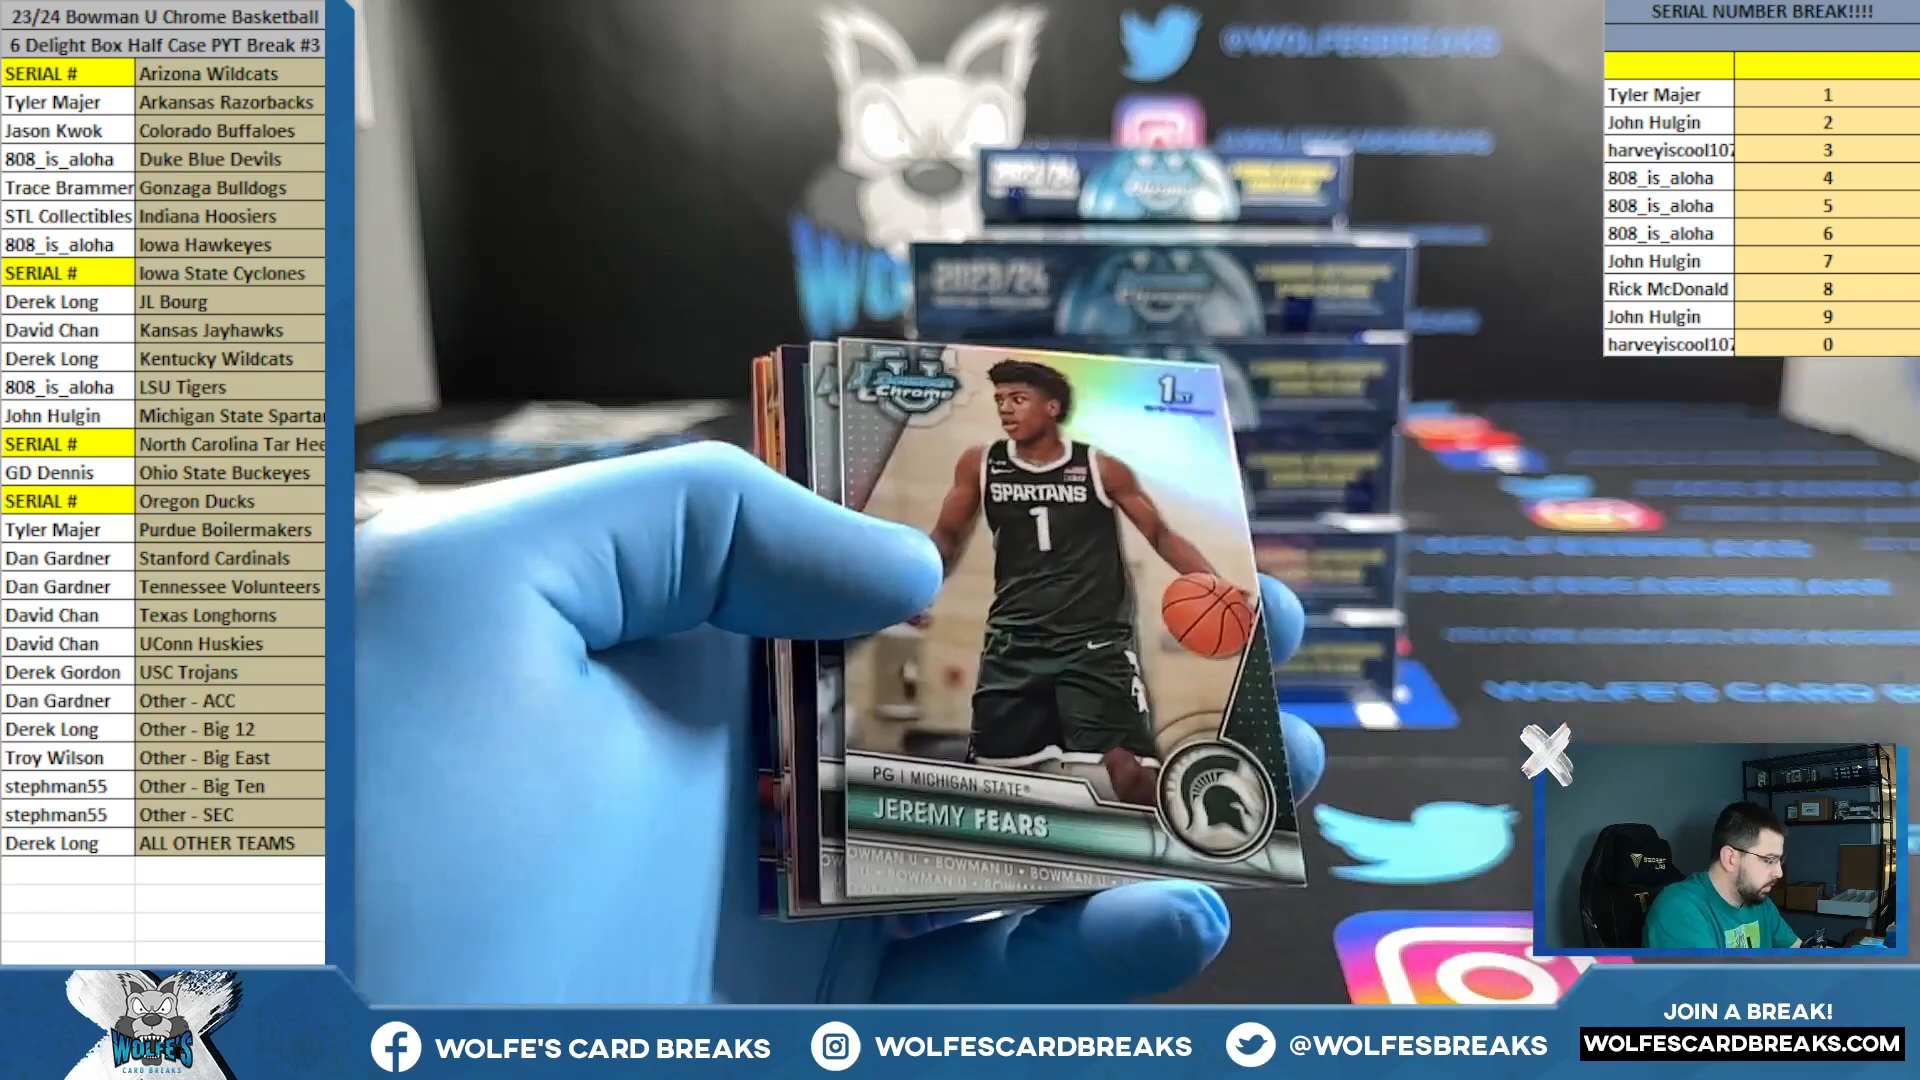 23/24 Bowman U Chrome Basketball
6 Delight Box Half Case PYT Break #3
SERIAL # Arizona Wildcats
Tyler Majer Arkansas Razorbacks
Jason Kwok Colorado Buffaloes
808_is_aloha Duke Blue Devils
Trace Brammer Gonzaga Bulldogs
STL Collectibles Indiana Hoosiers
808_is_aloha Iowa Hawkeyes
SERIAL # Iowa State Cyclones
Derek Long JL Bourg
David Chan Kansas Jayhawks
Derek Long Kentucky Wildcats
808_is_aloha LSU Tigers
John Hulgin Michigan State Sparta
SERIAL # North Carolina Tar Hee
GD Dennis Ohio State Buckeyes
SERIAL # Oregon Ducks
Tyler Majer Purdue Boilermakers
Dan Gardner Stanford Cardinals
Dan Gardner Tennessee Volunteers
David Chan Texas Longhorns
David Chan UConn Huskies
Derek Gordon USC Trojans
Dan Gardner Other - ACC
Derek Long Other - Big 12
Troy Wilson Other - Big East
stephman55 Other - Big Ten
stephman55 Other - SEC
Derek Long ALL OTHER TEAMS
SERIAL NUMBER BREAK!!!!
Tyler Majer 1
John Hulgin 2
harveyiscool107 3
808_is_aloha 4
808_is_aloha 5
808_is_aloha 6
John Hulgin 7
Rick McDonald 8
John Hulgin 9
harveyiscool107 0
@WOLFESBREAKS
2023/24
Bowman
Chrome
1ST
SPARTANS
1
PG | MICHIGAN STATE
JEREMY FEARS
OWMAN U • BOWMAN U • BOWMAN U
U • BOWMAN U
WOLFE'S CARD
WOLFE'S
CARD BREAKS
WOLFE'S CARD BREAKS
WOLFESCARDBREAKS
@WOLFESBREAKS
JOIN A BREAK!
WOLFESCARDBREAKS.COM